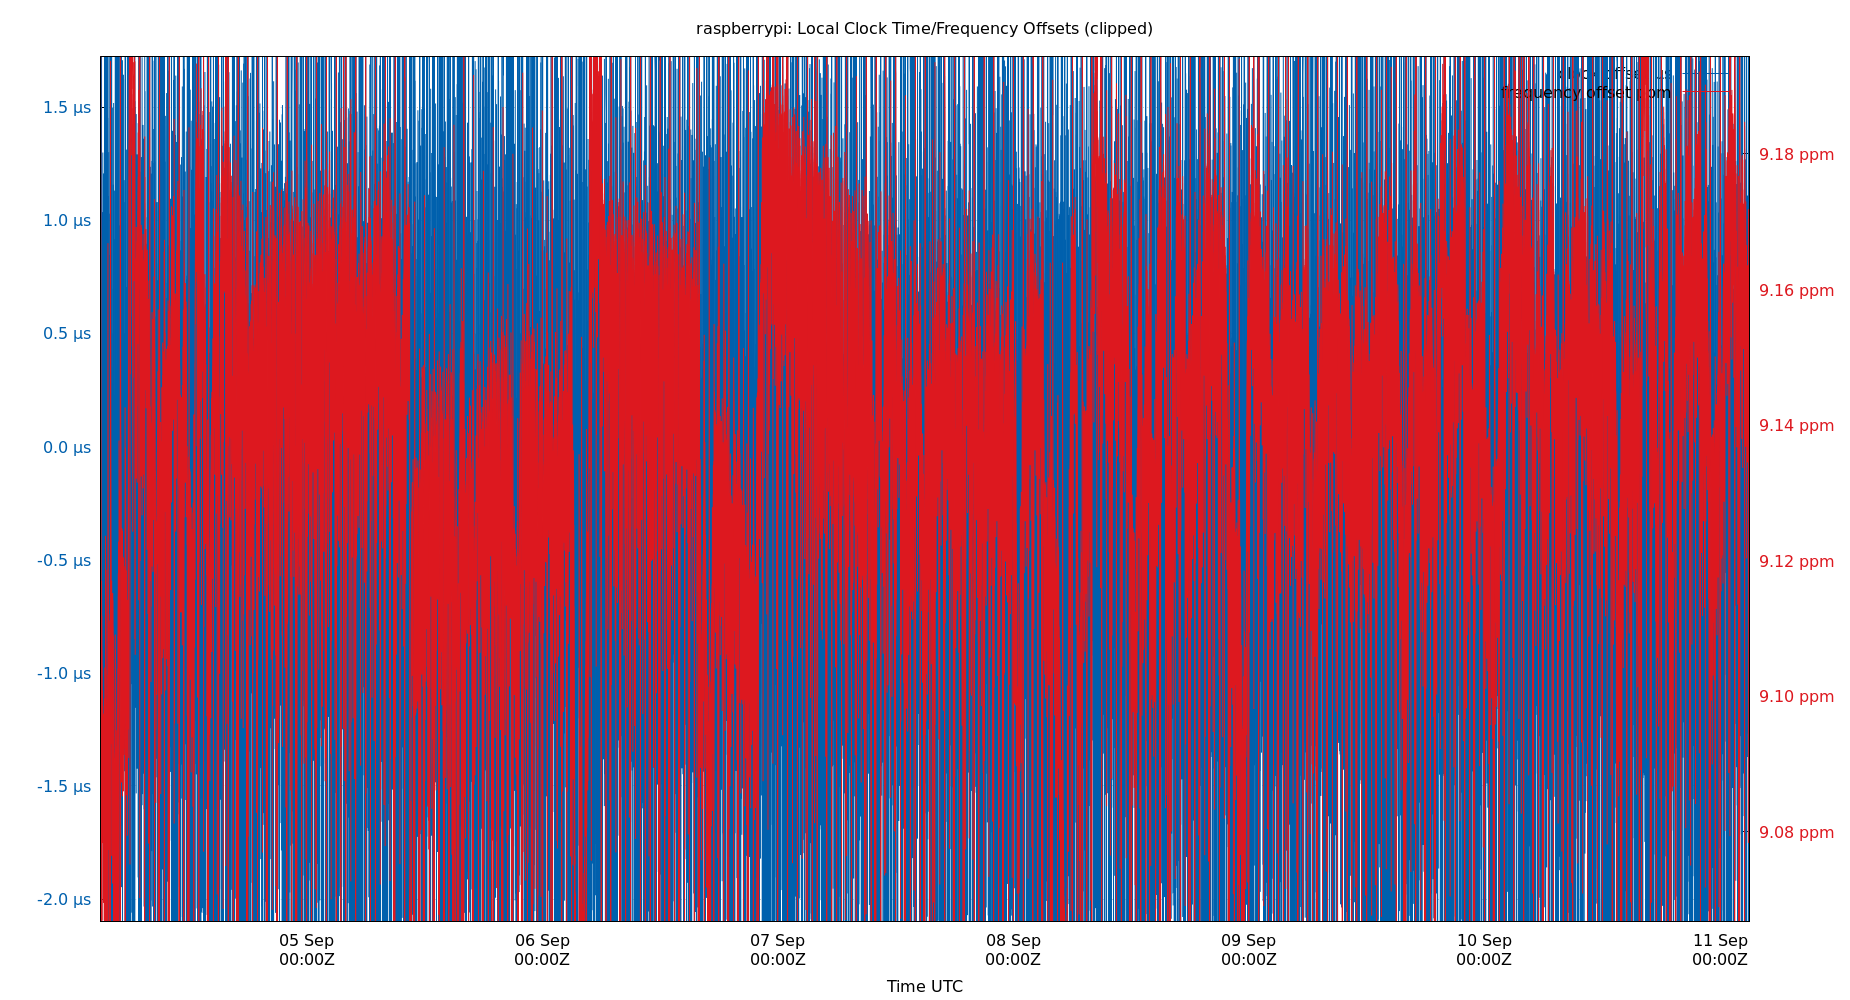 raspberrypi: Local Clock Time/Frequency Offsets (clipped)
clock offset μs
frequency offset ppm
1.5 μs
1.0 μs
0.5 μs
0.0 μs
-0.5 μs
-1.0 μs
-1.5 μs
-2.0 μs
9.18 ppm
9.16 ppm
9.14 ppm
9.12 ppm
9.10 ppm
9.08 ppm
05 Sep
00:00Z
06 Sep
00:00Z
07 Sep
00:00Z
08 Sep
00:00Z
09 Sep
00:00Z
10 Sep
00:00Z
11 Sep
00:00Z
Time UTC